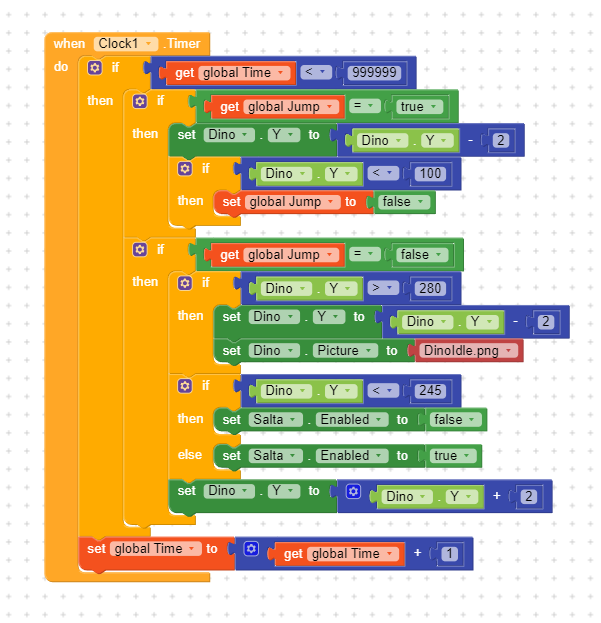 when Clock1 .Timer
do if get global Time < 999999
then if get global Jump = true
then set Dino . Y to Dino . Y - 2
if Dino . Y < 100
then set global Jump to false
if get global Jump = false
then if Dino . Y > 280
then set Dino . Y to Dino . Y - 2
set Dino . Picture to DinoIdle.png
if Dino . Y < 245
then set Salta . Enabled to false
else set Salta . Enabled to true
set Dino . Y to Dino . Y + 2
set global Time to get global Time + 1